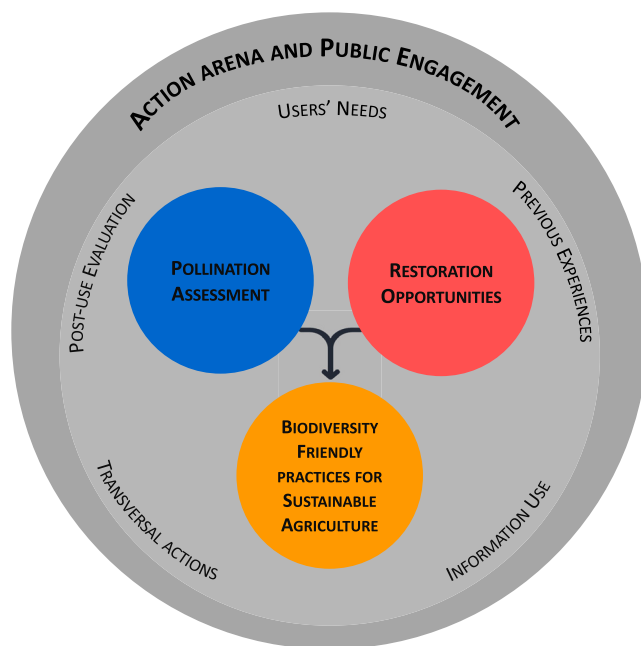 Action arena and Public Engagement
Users' Needs
Previous Experiences
Post-use Evaluation
Pollination
Assessment
Restoration
Opportunities
Biodiversity
Friendly
practices for
Sustainable
Agriculture
Transversal actions
Information Use